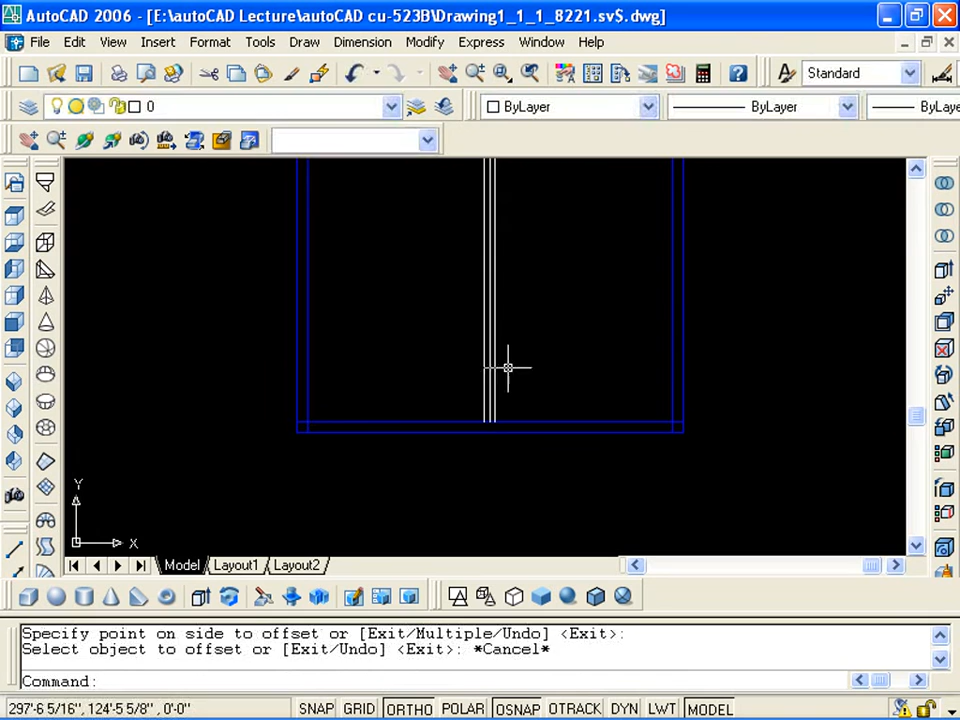 AutoCAD 2006 - [E:\autoCAD Lecture\autoCAD cu-523B\Drawing1_1_1_8221.sv$.dwg]
File Edit View Insert Format Tools Draw Dimension Modify Express Window Help
Standard
0 ByLayer ByLayer ByLaye
Y
X
Model Layout1 Layout2
Specify point on side to offset or [Exit/Multiple/Undo] <Exit>:
Select object to offset or [Exit/Undo] <Exit>: *Cancel*
Command:
297'-6 5/16", 124'-5 5/8" , 0'-0" SNAP GRID ORTHO POLAR OSNAP OTRACK DYN LWT MODEL